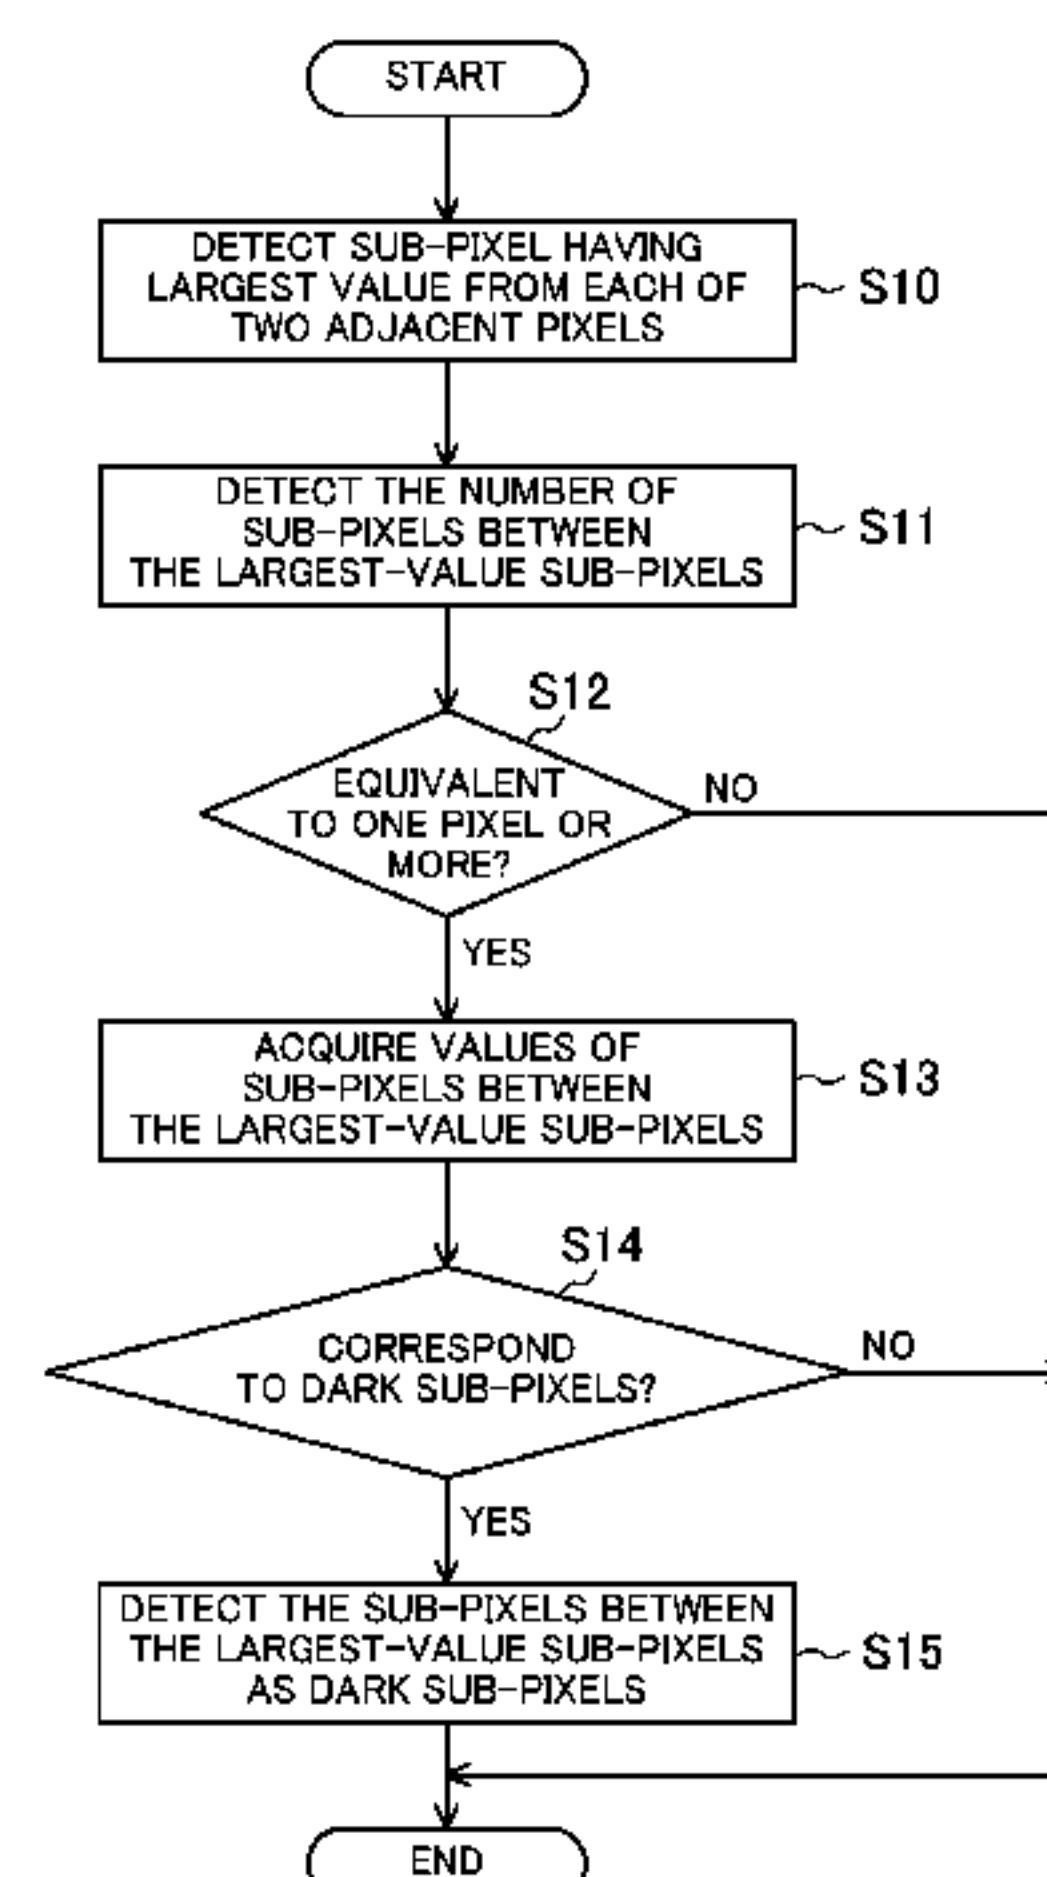 START
DETECT SUB-PIXEL HAVING
LARGEST VALUE FROM EACH OF
TWO ADJACENT PIXELS
S10
DETECT THE NUMBER OF
SUB-PIXELS BETWEEN
THE LARGEST-VALUE SUB-PIXELS
S11
S12
EQUIVALENT
TO ONE PIXEL OR
MORE?
NO
YES
ACQUIRE VALUES OF
SUB-PIXELS BETWEEN
THE LARGEST-VALUE SUB-PIXELS
S13
S14
CORRESPOND
TO DARK SUB-PIXELS?
NO
YES
DETECT THE SUB-PIXELS BETWEEN
THE LARGEST-VALUE SUB-PIXELS
AS DARK SUB-PIXELS
S15
END